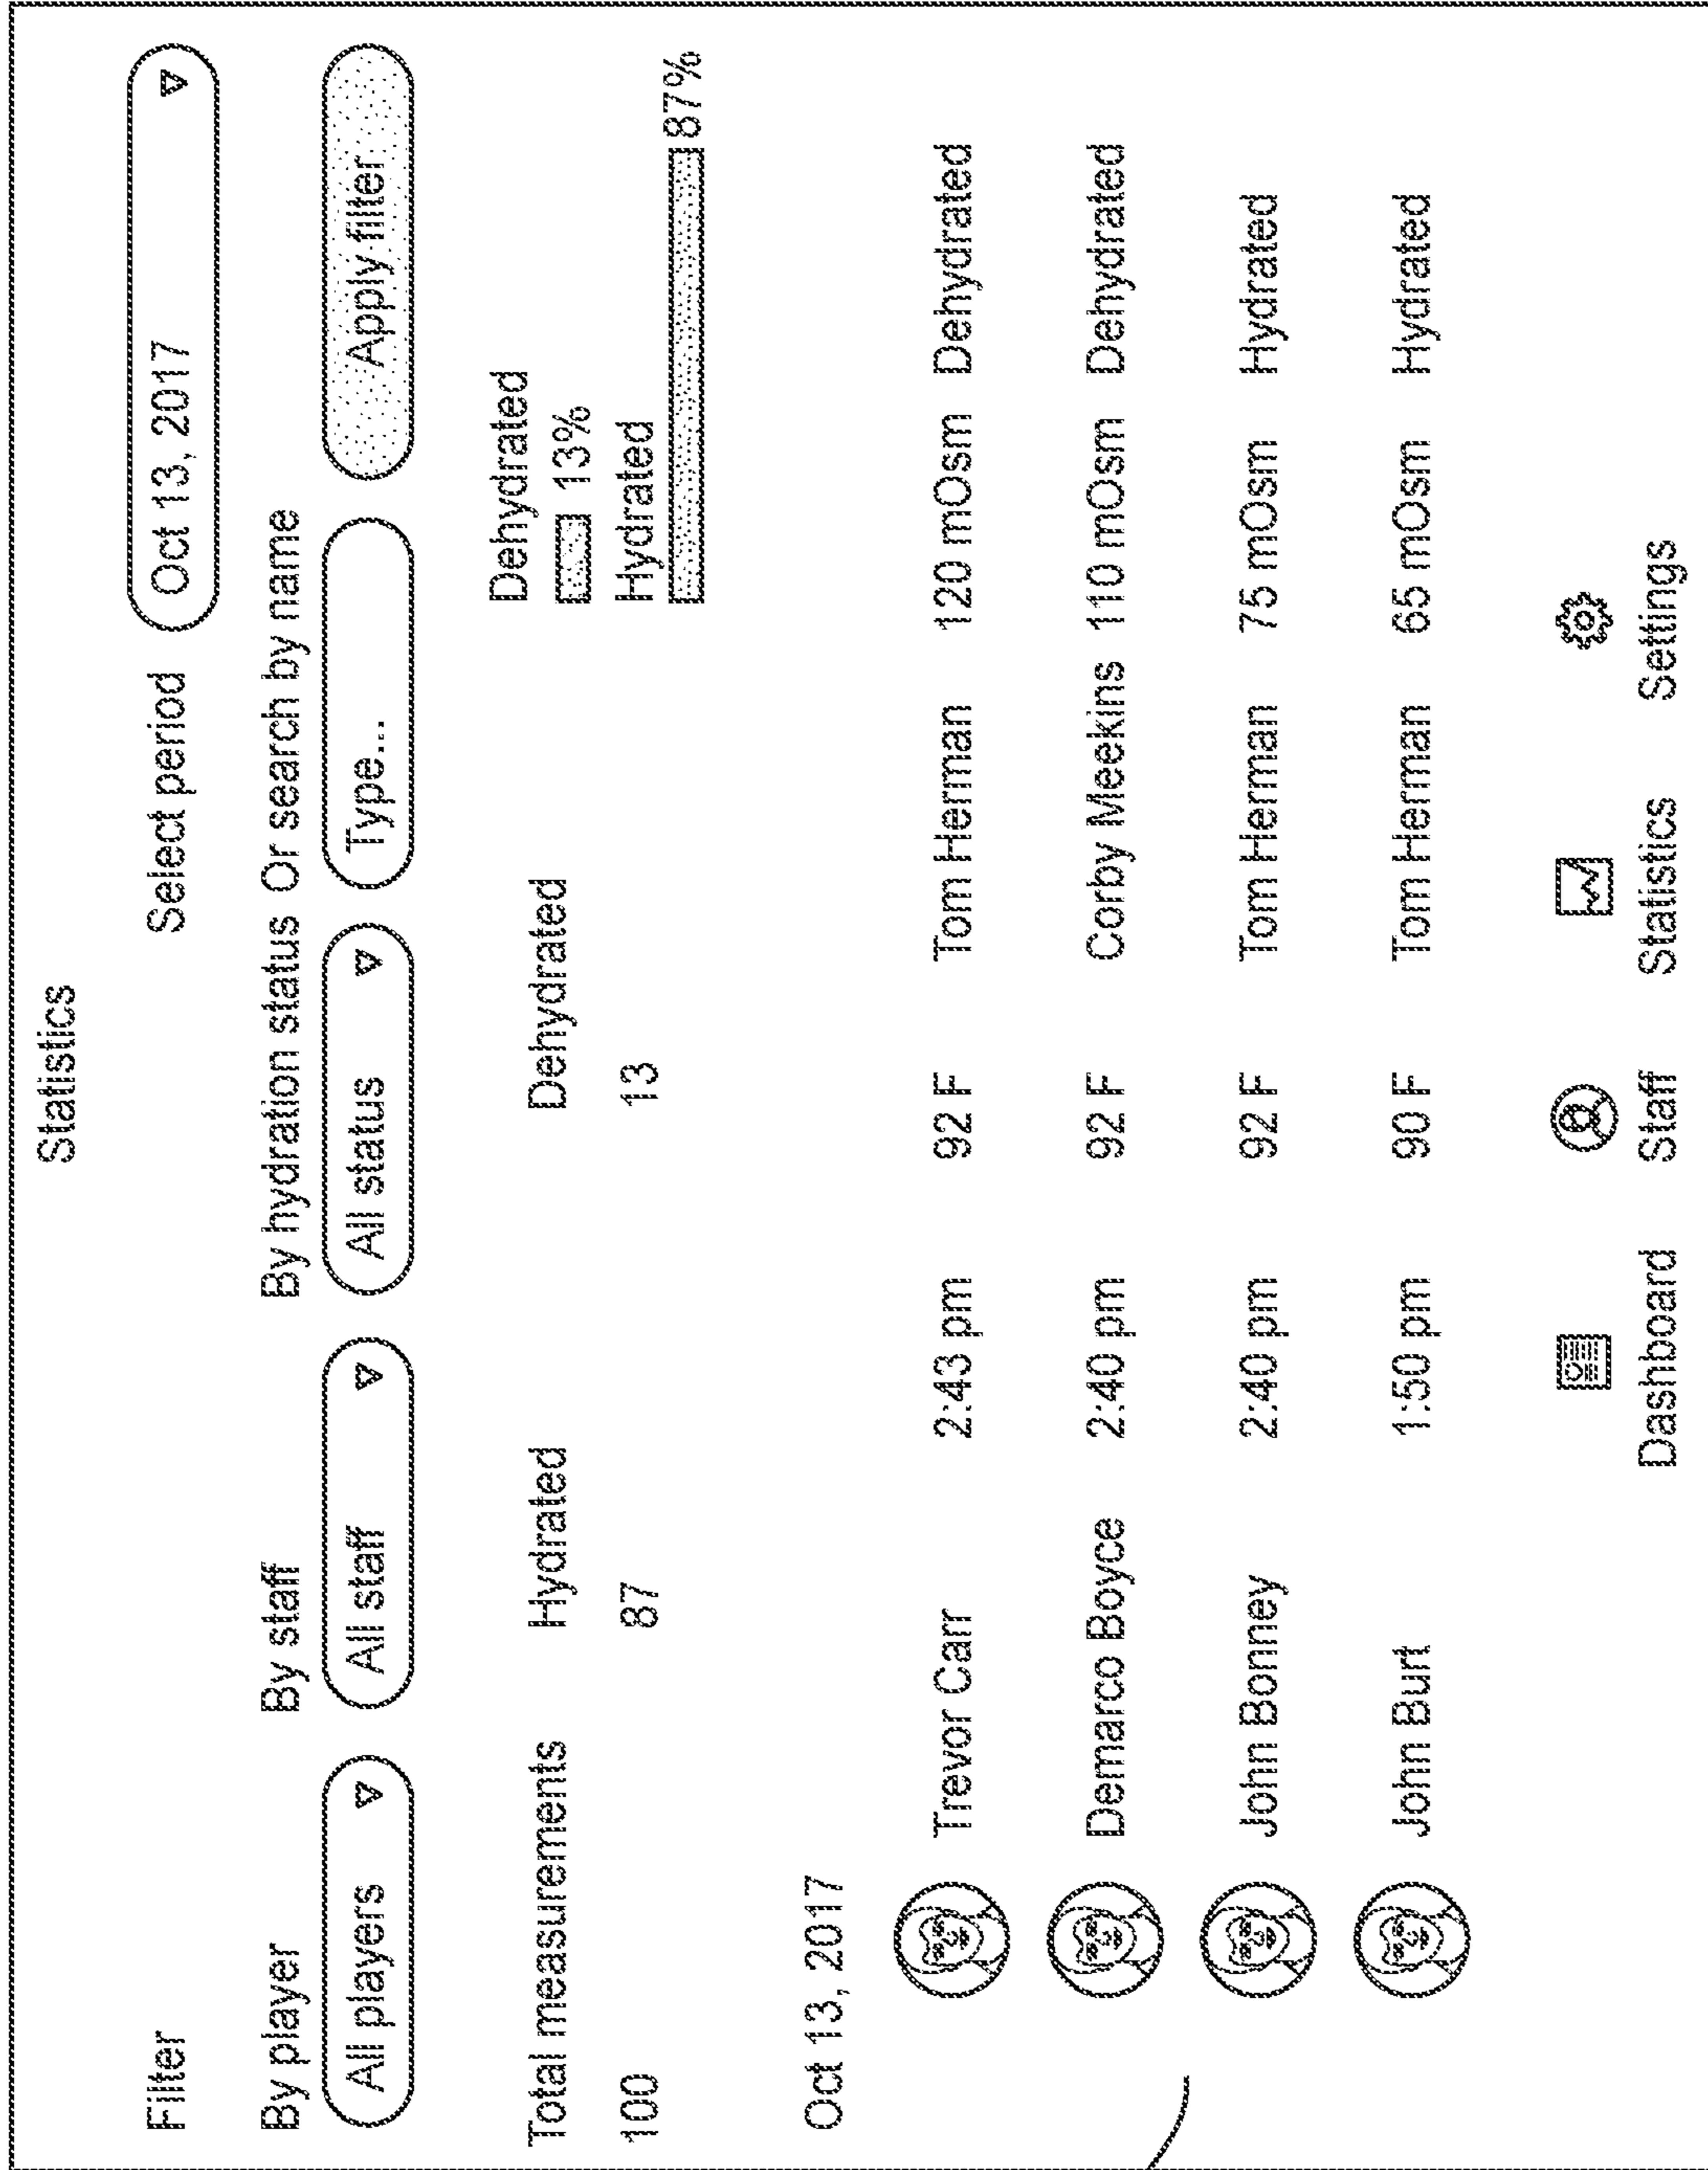 Statistics
Filter Select period Oct 13, 2017
By player By staff By hydration status Or search by name
All players All staff All status Type... Apply filter
Total measurements Hydrated Dehydrated Dehydrated
13%
100 87 13 Hydrated
87%
Oct 13, 2017
Trevor Carr 2:43 pm 92 F Tom Herman 120 mOsm Dehydrated
Demarco Boyce 2:40 pm 92 F Corby Meekins 110 mOsm Dehydrated
John Bonney 2:40 pm 92 F Tom Herman 75 mOsm Hydrated
John Burt 1:50 pm 90 F Tom Herman 65 mOsm Hydrated
Dashboard Staff Statistics Settings